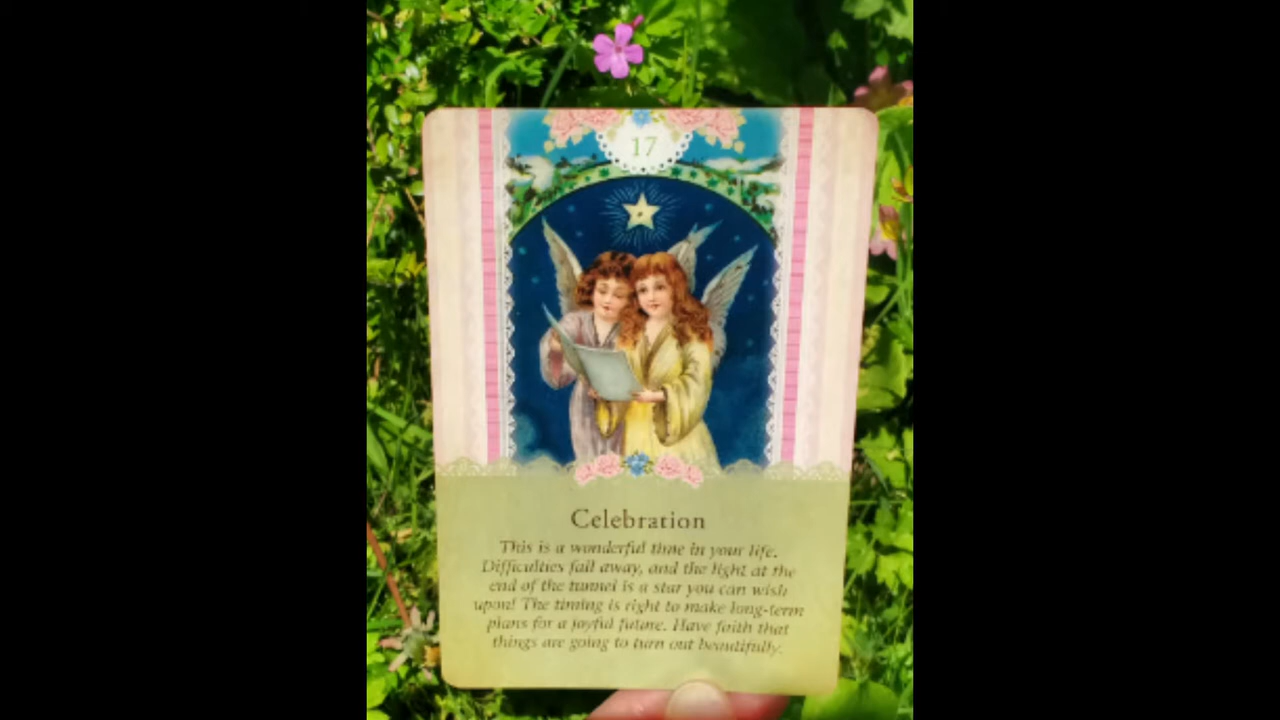 17
Celebration
This is a wonderful time in your life.
Difficulties fall away, and the light at the
end of the tunnel is a star you can wish
upon! The timing is right to make long-term
plans for a joyful future. Have faith that
things are going to turn out beautifully.